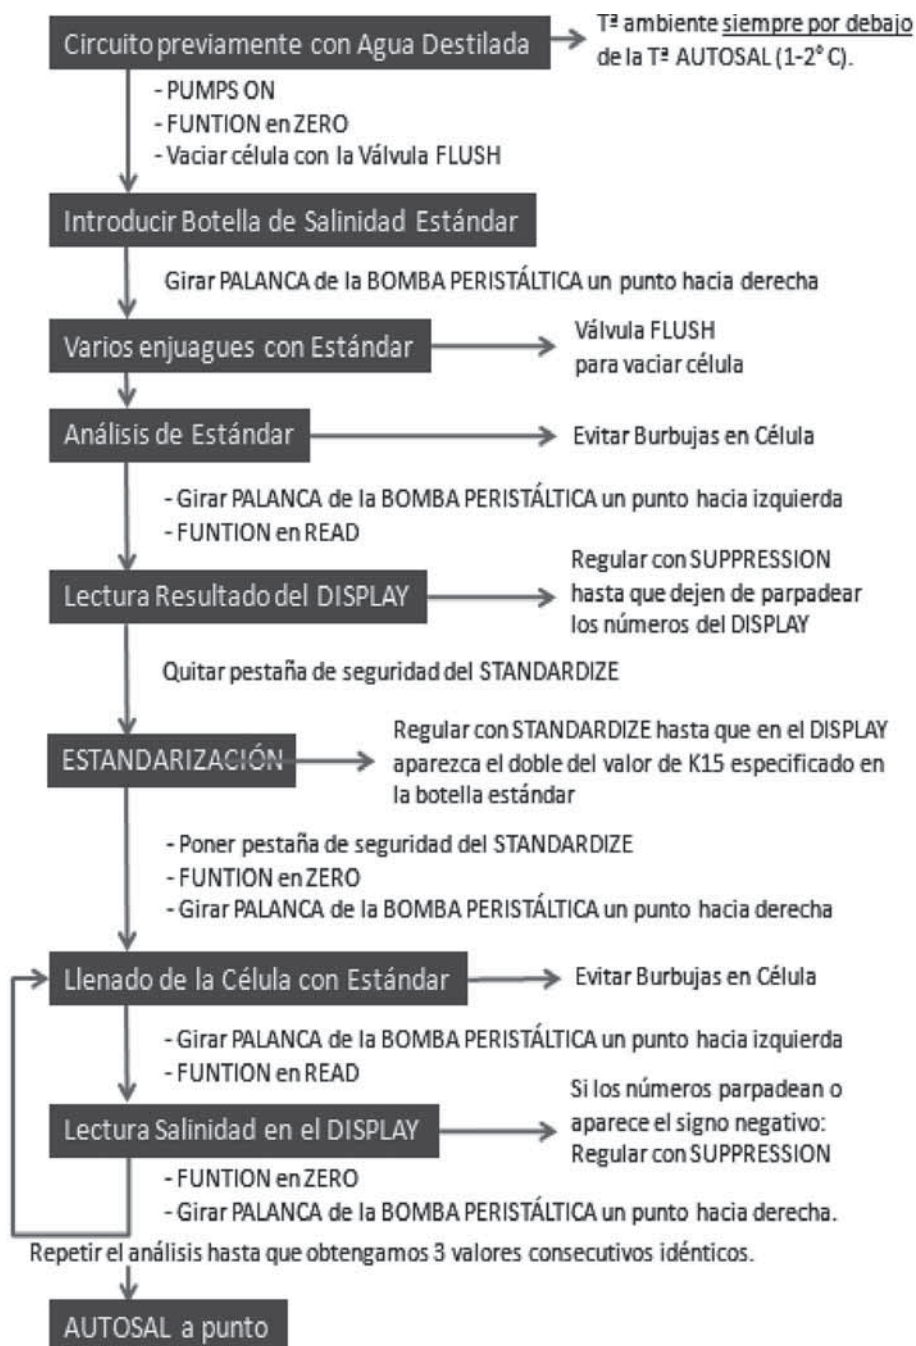 Circuito previamente con Agua Destilada
Tª ambiente siempre por debajo
de la Tª AUTOSAL (1-2º C).
- PUMPS ON
- FUNTION en ZERO
- Vaciar célula con la Válvula FLUSH
Introducir Botella de Salinidad Estándar
Girar PALANCA de la BOMBA PERISTÁLTICA un punto hacia derecha
Varios enjuagues con Estándar
Válvula FLUSH
para vaciar célula
Análisis de Estándar
Evitar Burbujas en Célula
- Girar PALANCA de la BOMBA PERISTÁLTICA un punto hacia izquierda
- FUNTION en READ
Lectura Resultado del DISPLAY
Regular con SUPPRESSION
hasta que dejen de parpadear
los números del DISPLAY
Quitar pestaña de seguridad del STANDARDIZE
ESTANDARIZACIÓN
Regular con STANDARDIZE hasta que en el DISPLAY
aparezca el doble del valor de K15 especificado en
la botella estándar
- Poner pestaña de seguridad del STANDARDIZE
- FUNTION en ZERO
- Girar PALANCA de la BOMBA PERISTÁLTICA un punto hacia derecha
Llenado de la Célula con Estándar
Evitar Burbujas en Célula
- Girar PALANCA de la BOMBA PERISTÁLTICA un punto hacia izquierda
- FUNTION en READ
Lectura Salinidad en el DISPLAY
Si los números parpadean o
aparece el signo negativo:
Regular con SUPPRESSION
- FUNTION en ZERO
- Girar PALANCA de la BOMBA PERISTÁLTICA un punto hacia derecha.
Repetir el análisis hasta que obtengamos 3 valores consecutivos idénticos.
AUTOSAL a punto